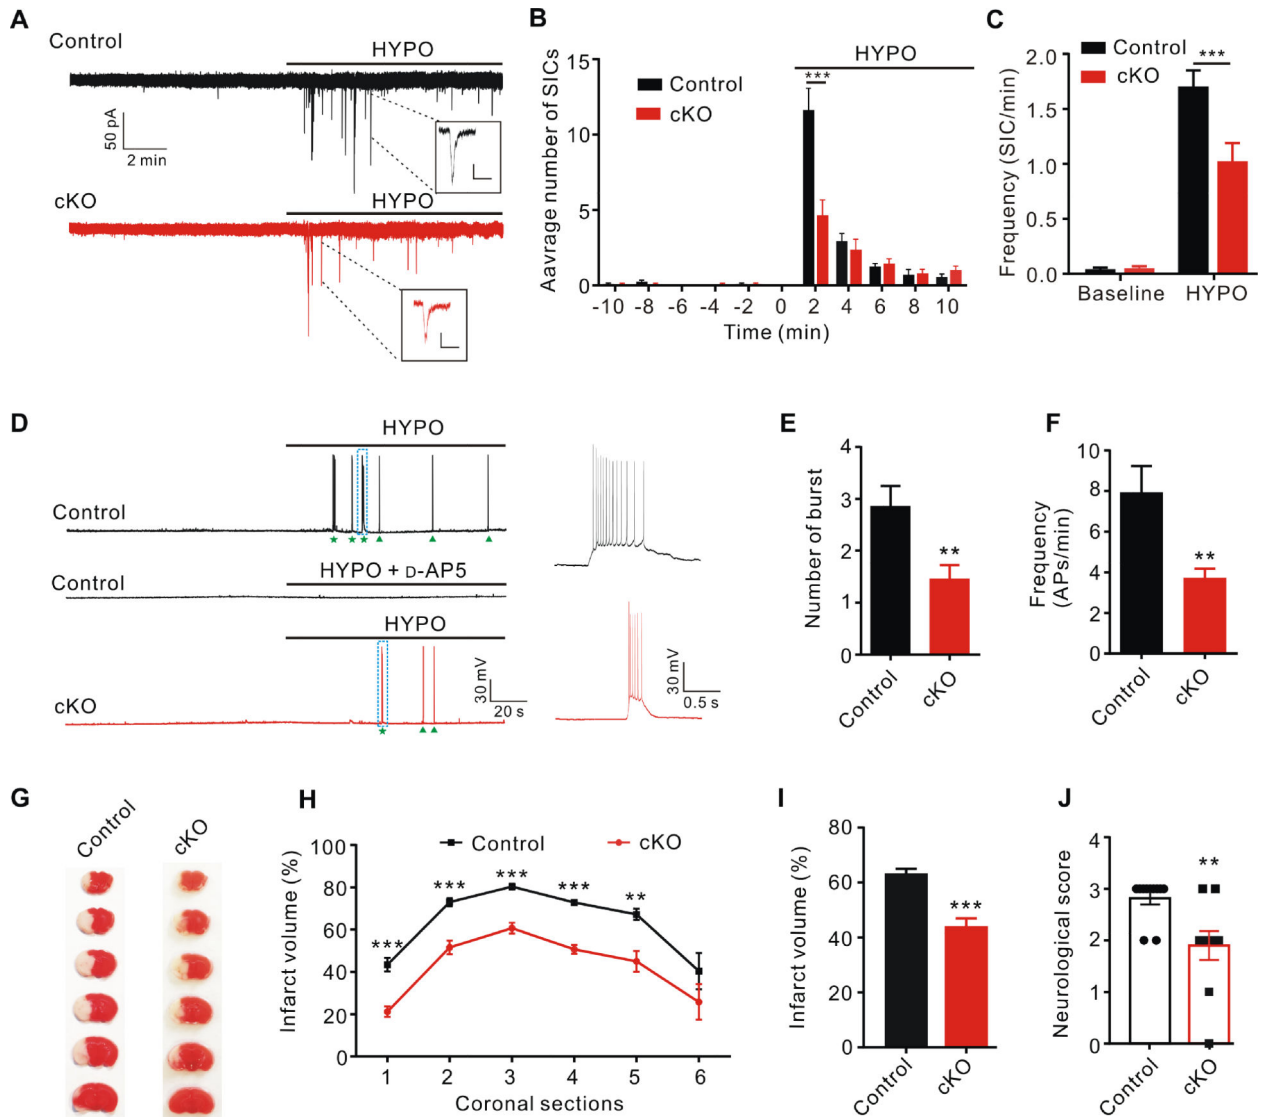 A
Control
HYPO
50 pA
2 min
cKO
HYPO
B
HYPO
Aavrage number of SICs
15
10
5
0
***
Control
cKO
-10 -8 -6 -4 -2 0 2 4 6 8 10
Time (min)
C
Control
cKO
***
Frequency (SIC/min)
2.0
1.5
1.0
0.5
0.0
Baseline HYPO
D
HYPO
Control
HYPO + D-AP5
Control
HYPO
cKO
30 mV
20 s
30 mV
0.5 s
E
Number of burst
4
3
2
1
0
**
Control
cKO
F
Frequency
(APs/min)
10
8
6
4
2
0
**
Control
cKO
G
Control
cKO
H
Control
cKO
Infarct volume (%)
100
80
60
40
20
0
*** *** *** *** **
1 2 3 4 5 6
Coronal sections
I
Infarct volume (%)
80
60
40
20
0
***
Control
cKO
J
Neurological score
4
3
2
1
0
**
Control
cKO